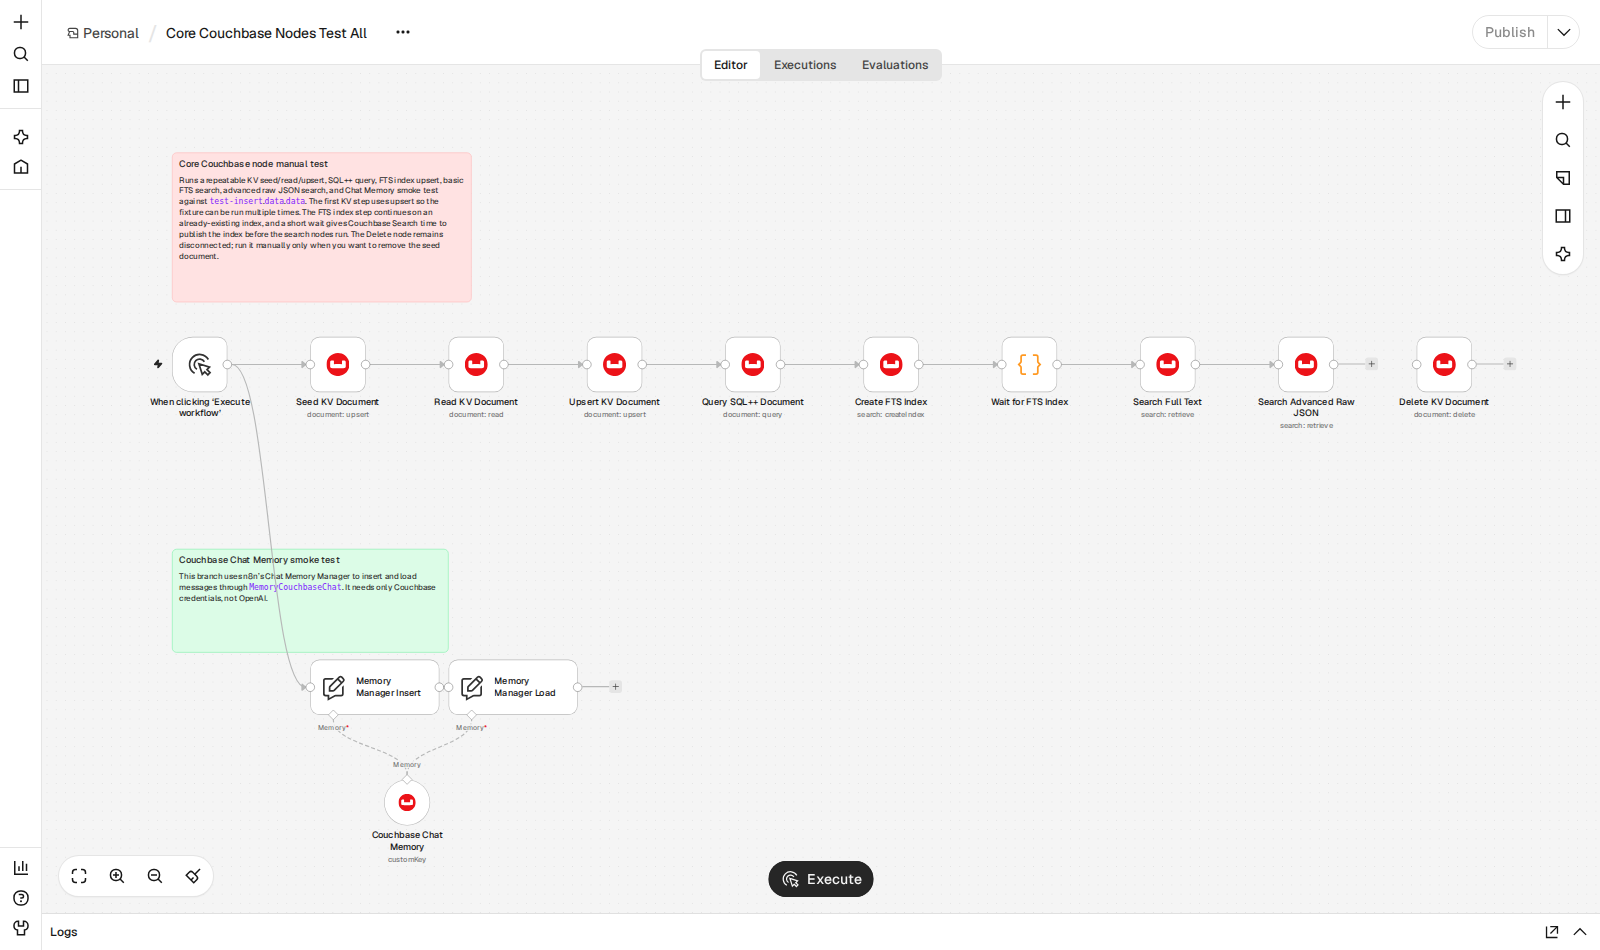 Personal / Core Couchbase Nodes Test All
Publish
Editor Executions Evaluations
Core Couchbase node manual test
Runs a repeatable KV seed/read/upsert, SQL++ query, FTS index upsert, basic
FTS search, advanced raw JSON search, and Chat Memory smoke test
against test-insert.data.data. The first KV step uses upsert so the
fixture can be run multiple times. The FTS index step continues on an
already-existing index, and a short wait gives Couchbase Search time to
publish the index before the search nodes run. The Delete node remains
disconnected; run it manually only when you want to remove the seed
document.
When clicking ‘Execute
workflow’
Seed KV Document
document: upsert
Read KV Document
document: read
Upsert KV Document
document: upsert
Query SQL++ Document
document: query
Create FTS Index
search: createIndex
Wait for FTS Index
Search Full Text
search: retrieve
Search Advanced Raw
JSON
search: retrieve
Delete KV Document
document: delete
Couchbase Chat Memory smoke test
This branch uses n8n's Chat Memory Manager to insert and load
messages through MemoryCouchbaseChat. It needs only Couchbase
credentials, not OpenAI.
Memory
Manager Insert
Memory
Manager Load
Memory*
Memory*
Memory
Couchbase Chat
Memory
customKey
Execute
Logs